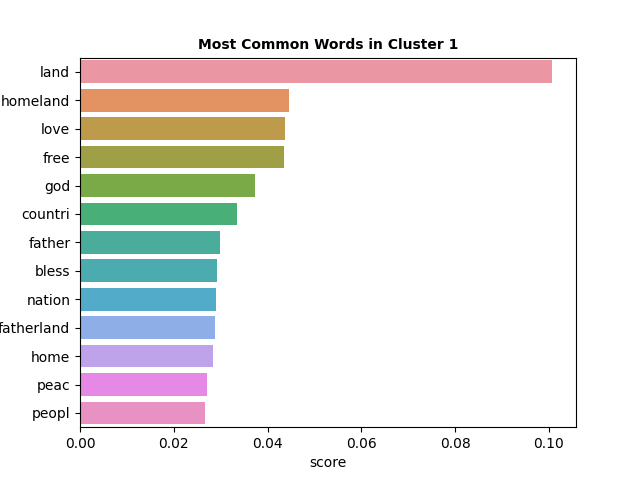 Most Common Words in Cluster 1
land
homeland
love
free
god
countri
father
bless
nation
fatherland
home
peac
peopl
0.00 0.02 0.04 0.06 0.08 0.10
score